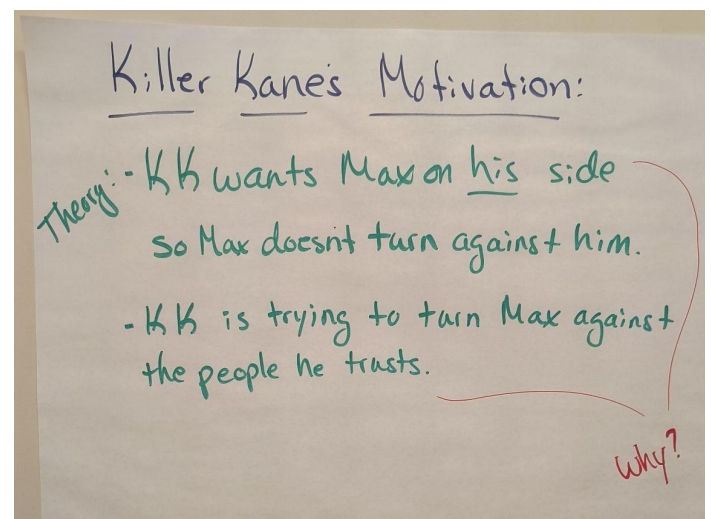 Killer Kane's Motivation:
Theory: - KK wants Max on his side
so Max doesn't turn against him.
- KK is trying to turn Max against
the people he trusts.
Why?